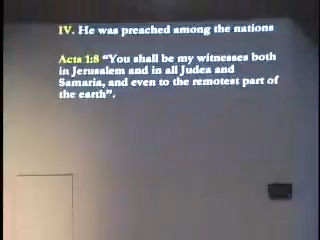 IV. He was preached among the nations
Acts 1:8 “You shall be my witnesses both
in Jerusalem and in all Judea and
Samaria, and even to the remotest part of
the earth”.